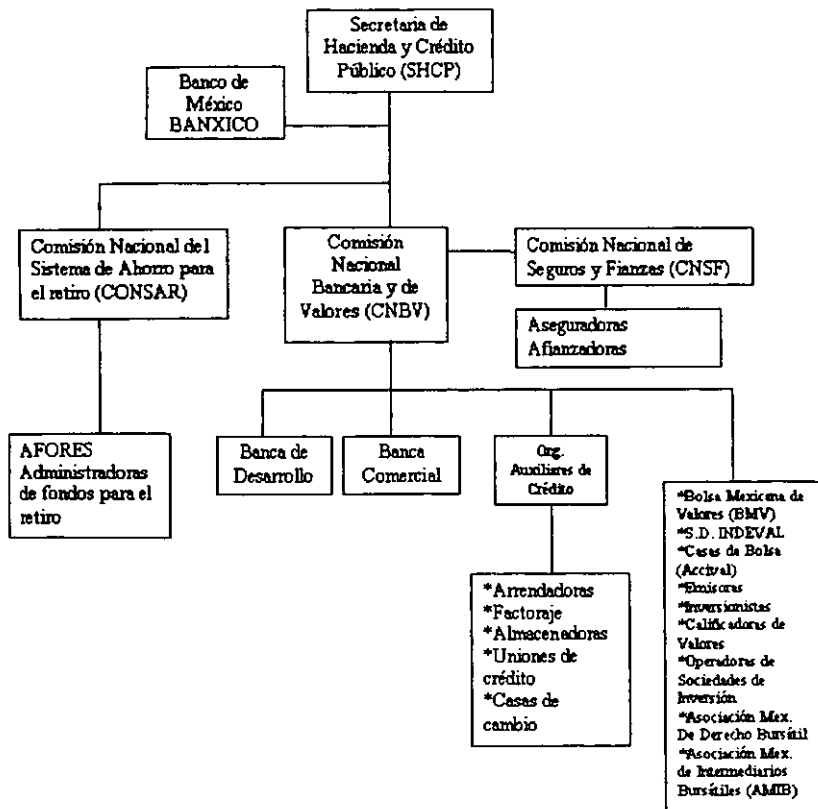 Secretaria de
Hacienda y Crédito
Público (SHCP)
Banco de
México
BANXICO
Comisión Nacional del
Sistema de Ahorro para
el retiro (CONSAR)
Comisión
Nacional
Bancaria y de
Valores (CNBV)
Comisión Nacional de
Seguros y Fianzas (CNSF)
Aseguradoras
Afianzadoras
AFORES
Administradoras
de fondos para el
retiro
Banca de
Desarrollo
Banca
Comercial
Org.
Auxiliares de
Crédito
*Arrendadoras
*Factoraje
*Almacenadoras
*Uniones de
crédito
*Casas de
cambio
*Bolsa Mexicana de
Valores (BMV)
*S.D. INDEVAL
*Casas de Bolsa
(Accival)
*Emisoras
*Inversionistas
*Calificadoras de
Valores
*Operadoras de
Sociedades de
Inversión
*Asociación Mex.
De Derecho Bursátil
*Asociación Mex.
de Intermediarios
Bursátiles (AMIB)